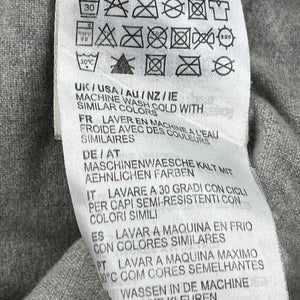 30
30°C
UK / USA / AU / NZ / IE
MACHINE WASH COLD WITH
SIMILAR COLORS
FR LAVER EN MACHINE A L'EAU
FROIDE AVEC DES COULEURS
SIMILAIRES
DE / AT
MASCHINENWAESCHE KALT MIT
AEHNLICHEN FARBEN
IT LAVARE A 30 GRADI CON CICLI
PER CAPI SEMI-RESISTENTI CON
COLORI SIMILI
ES LAVAR A MAQUINA EN FRIO
CON COLORES SIMILARES
LAVAR A MAQUINA MAXIMO
30°C COM CORES SEMELHANTES
WASSEN IN DE MACHINE